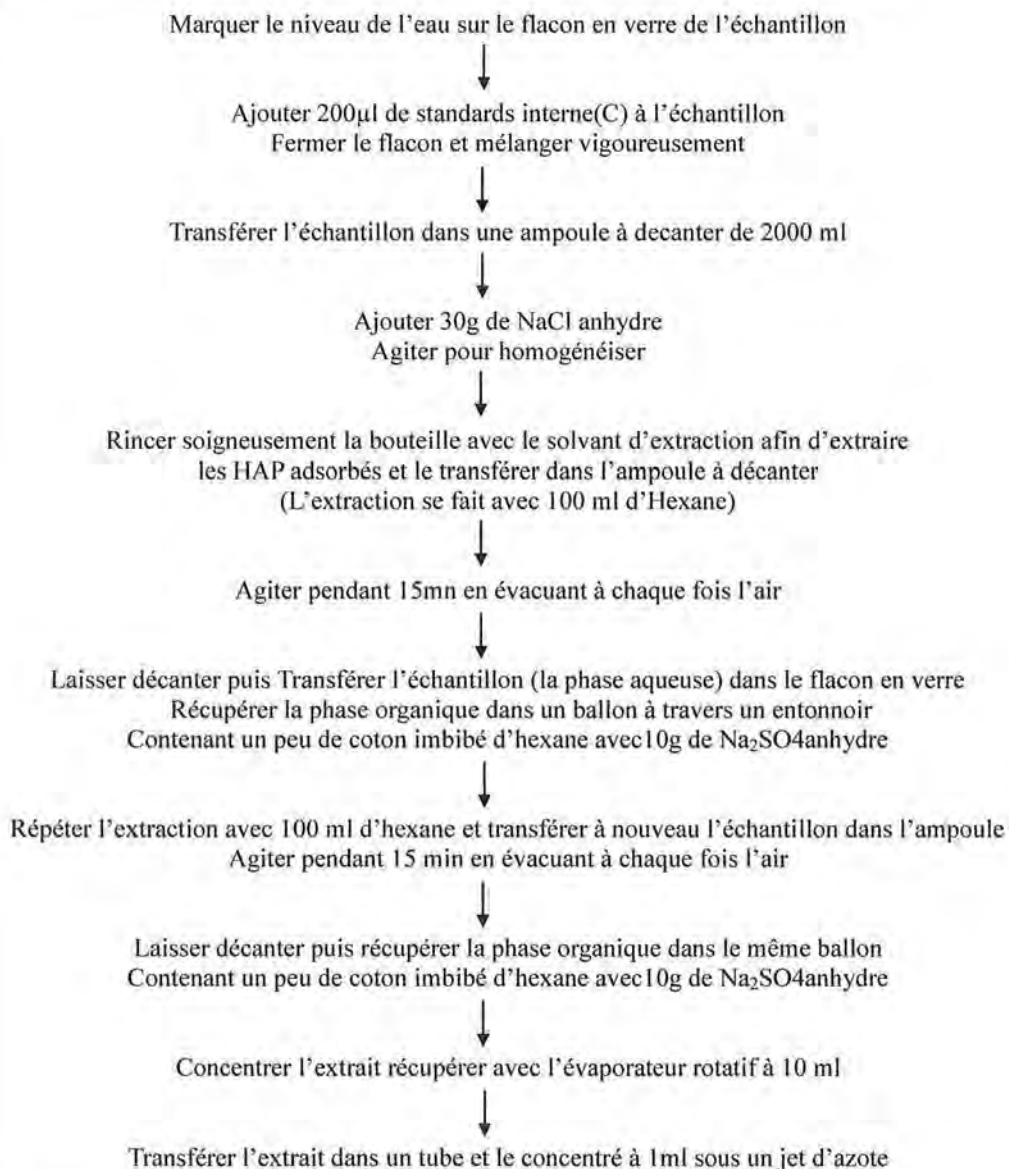 Marquer le niveau de l'eau sur le flacon en verre de l'échantillon
Ajouter 200µl de standards interne(C) à l'échantillon
Fermer le flacon et mélanger vigoureusement
Transférer l'échantillon dans une ampoule à decanter de 2000 ml
Ajouter 30g de NaCl anhydre
Agiter pour homogénéiser
Rincer soigneusement la bouteille avec le solvant d'extraction afin d'extraire
les HAP adsorbés et le transférer dans l'ampoule à décanter
(L'extraction se fait avec 100 ml d'Hexane)
Agiter pendant 15mn en évacuant à chaque fois l'air
Laisser décanter puis Transférer l'échantillon (la phase aqueuse) dans le flacon en verre
Récupérer la phase organique dans un ballon à travers un entonnoir
Contenant un peu de coton imbibé d'hexane avec10g de Na₂SO4anhydre
Répéter l'extraction avec 100 ml d'hexane et transférer à nouveau l'échantillon dans l'ampoule
Agiter pendant 15 min en évacuant à chaque fois l'air
Laisser décanter puis récupérer la phase organique dans le même ballon
Contenant un peu de coton imbibé d'hexane avec10g de Na₂SO4anhydre
Concentrer l'extrait récupérer avec l'évaporateur rotatif à 10 ml
Transférer l'extrait dans un tube et le concentré à 1ml sous un jet d'azote